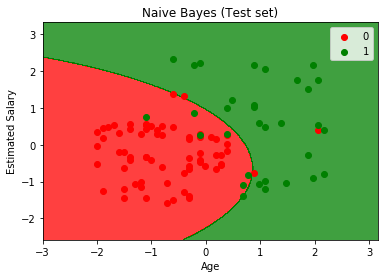 Naive Bayes (Test set)
0
1
3
2
1
0
−1
−2
Estimated Salary
−3 −2 −1 0 1 2 3
Age